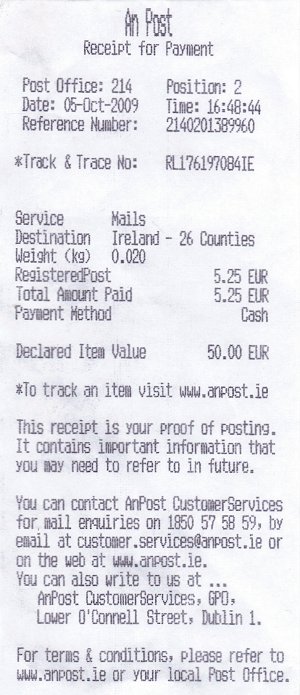 An Post
Receipt for Payment
Post Office: 214 Position: 2
Date: 05-Oct-2009 Time: 16:48:44
Reference Number: 2140201389960
*Track & Trace No: RL176197084IE
Service Mails
Destination Ireland - 26 Counties
Weight (kg) 0.020
RegisteredPost 5.25 EUR
Total Amount Paid 5.25 EUR
Payment Method Cash
Declared Item Value 50.00 EUR
*To track an item visit www.anpost.ie
This receipt is your proof of posting.
It contains important information that
you may need to refer to in future.
You can contact AnPost CustomerServices
for mail enquiries on 1850 57 58 59, by
email at customer.services@anpost.ie or
on the web at www.anpost.ie.
You can also write to us at ...
AnPost CustomerServices, GPO,
Lower O'Connell Street, Dublin 1.
For terms & conditions, please refer to
www.anpost.ie or your local Post Office.